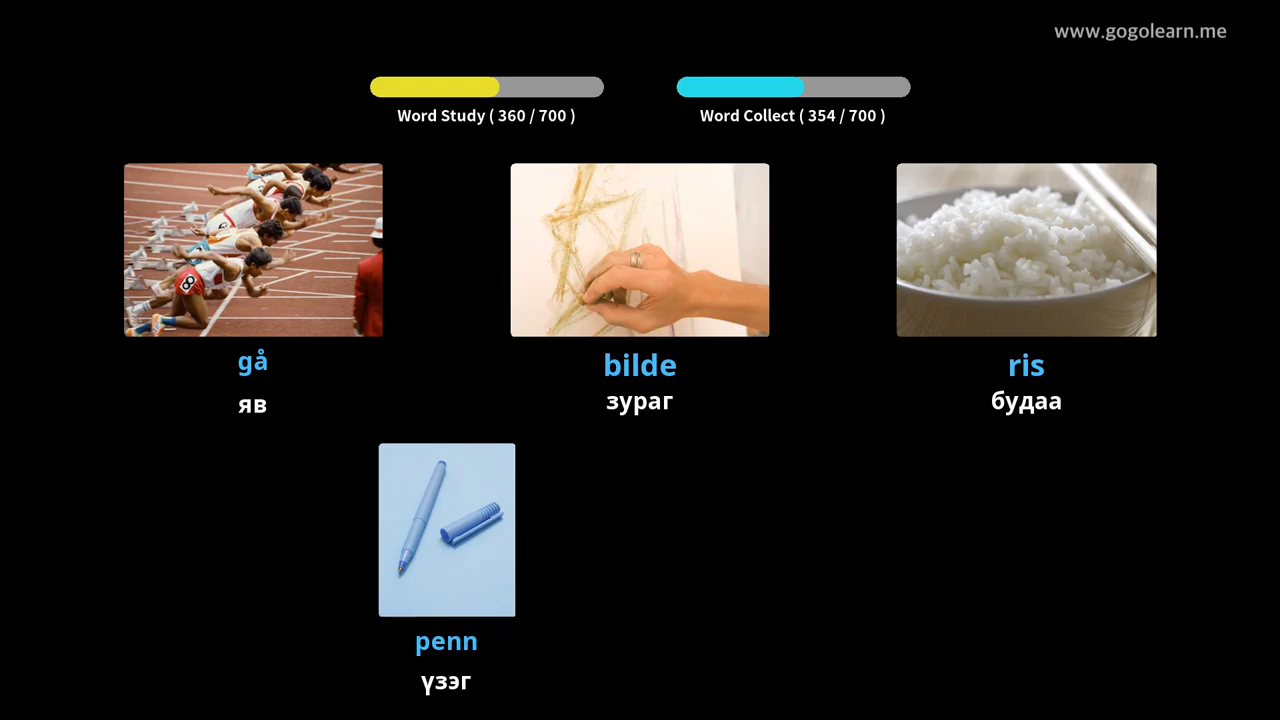 www.gogolearn.me
Word Study ( 360 / 700 )
Word Collect ( 354 / 700 )
gå
яв
bilde
зураг
ris
будаа
penn
үзэг